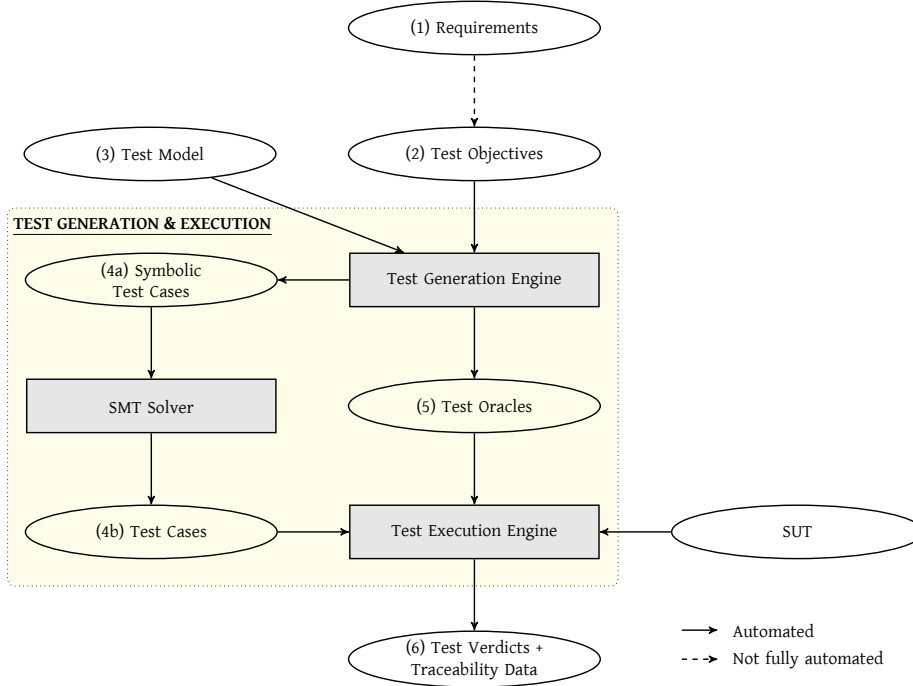 (1) Requirements
(3) Test Model
(2) Test Objectives
TEST GENERATION & EXECUTION
(4a) Symbolic
Test Cases
Test Generation Engine
SMT Solver
(5) Test Oracles
(4b) Test Cases
Test Execution Engine
SUT
(6) Test Verdicts +
Traceability Data
Automated
Not fully automated